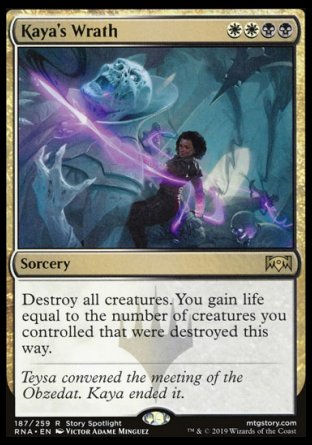 Kaya's Wrath
Sorcery
Destroy all creatures. You gain life
equal to the number of creatures you
controlled that were destroyed this
way.
Teysa convened the meeting of the
Obzedat. Kaya ended it.
187/259 R Story Spotlight
mtgstory.com
RNA • EN Victor Adame Minguez
™ & © 2019 Wizards of the Coast